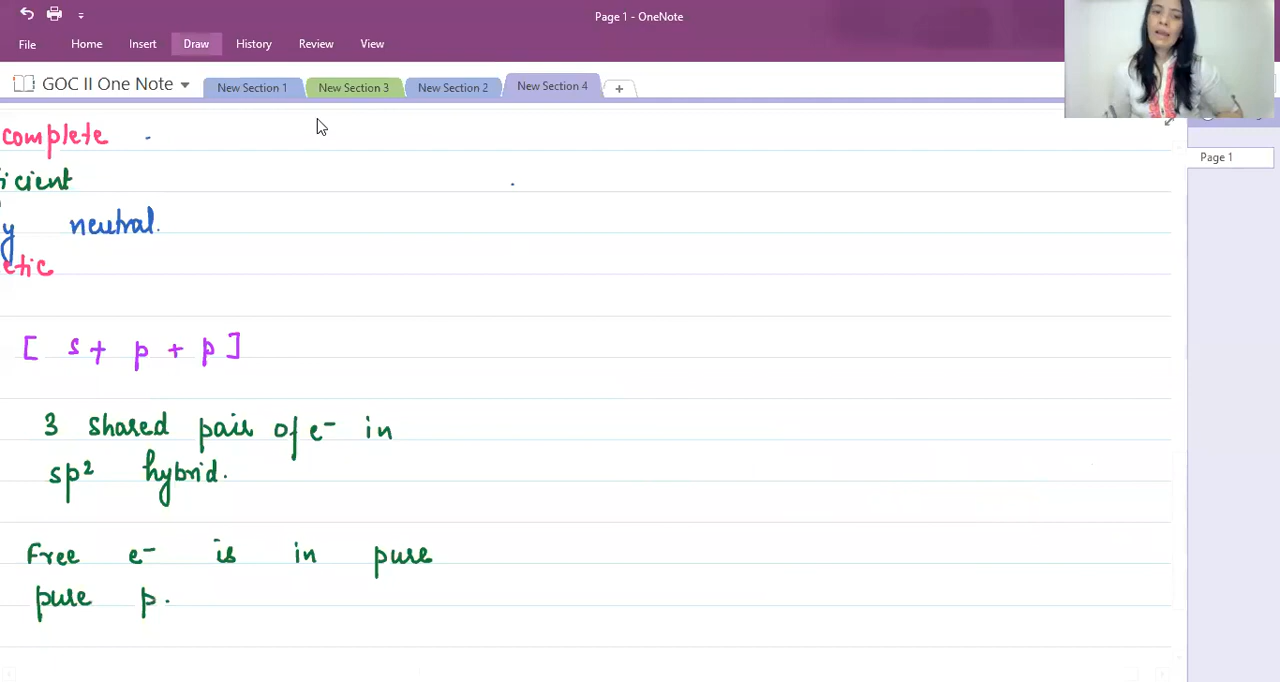 Page 1 - OneNote
File Home Insert Draw History Review View
GOC II One Note New Section 1 New Section 3 New Section 2 New Section 4 +
Page 1
complete
icient
y neutral.
etic
[ s + p + p ]
3 shared pair of e⁻ in
sp² hybrid.
Free e⁻ is in pure
pure p.